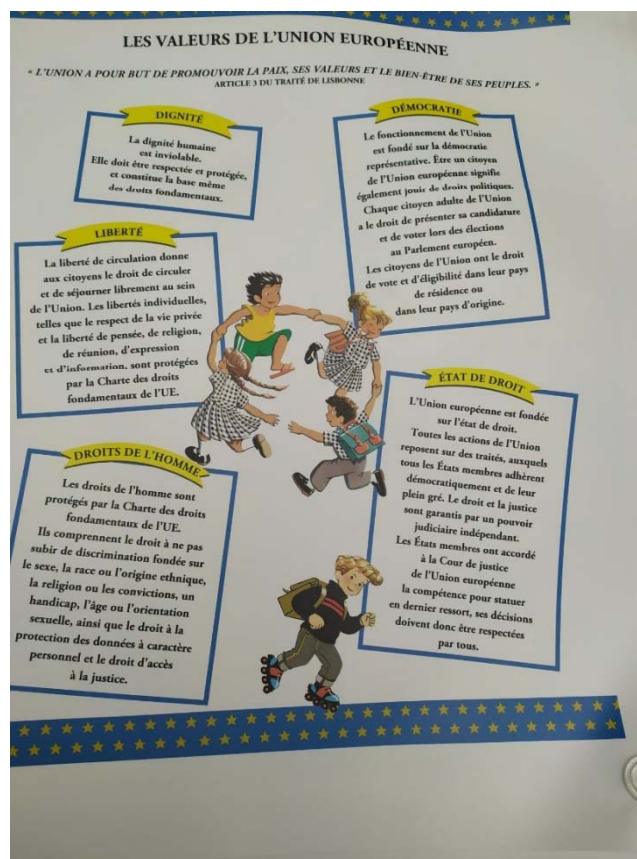 LES VALEURS DE L'UNION EUROPÉENNE
« L'UNION A POUR BUT DE PROMOUVOIR LA PAIX, SES VALEURS ET LE BIEN-ÊTRE DE SES PEUPLES. »
ARTICLE 3 DU TRAITÉ DE LISBONNE
DIGNITÉ
La dignité humaine
est inviolable.
Elle doit être respectée et protégée,
et constitue la base même
des droits fondamentaux.
LIBERTÉ
La liberté de circulation donne
aux citoyens le droit de circuler
et de séjourner librement au sein
de l'Union. Les libertés individuelles,
telles que le respect de la vie privée
et la liberté de pensée, de religion,
de réunion, d'expression
et d'information, sont protégées
par la Charte des droits
fondamentaux de l'UE.
DROITS DE L'HOMME
Les droits de l'homme sont
protégés par la Charte des droits
fondamentaux de l'UE.
Ils comprennent le droit à ne pas
subir de discrimination fondée sur
le sexe, la race ou l'origine ethnique,
la religion ou les convictions, un
handicap, l'âge ou l'orientation
sexuelle, ainsi que le droit à la
protection des données à caractère
personnel et le droit d'accès
à la justice.
DÉMOCRATIE
Le fonctionnement de l'Union
est fondé sur la démocratie
représentative. Être un citoyen
de l'Union européenne signifie
également jouir de droits politiques.
Chaque citoyen adulte de l'Union
a le droit de présenter sa candidature
et de voter lors des élections
au Parlement européen.
Les citoyens de l'Union ont le droit
de vote et d'éligibilité dans leur pays
de résidence ou
dans leur pays d'origine.
ÉTAT DE DROIT
L'Union européenne est fondée
sur l'état de droit.
Toutes les actions de l'Union
reposent sur des traités, auxquels
tous les États membres adhèrent
démocratiquement et de leur
plein gré. Le droit et la justice
sont garantis par un pouvoir
judiciaire indépendant.
Les États membres ont accordé
à la Cour de justice
de l'Union européenne
la compétence pour statuer
en dernier ressort, ses décisions
doivent donc être respectées
par tous.